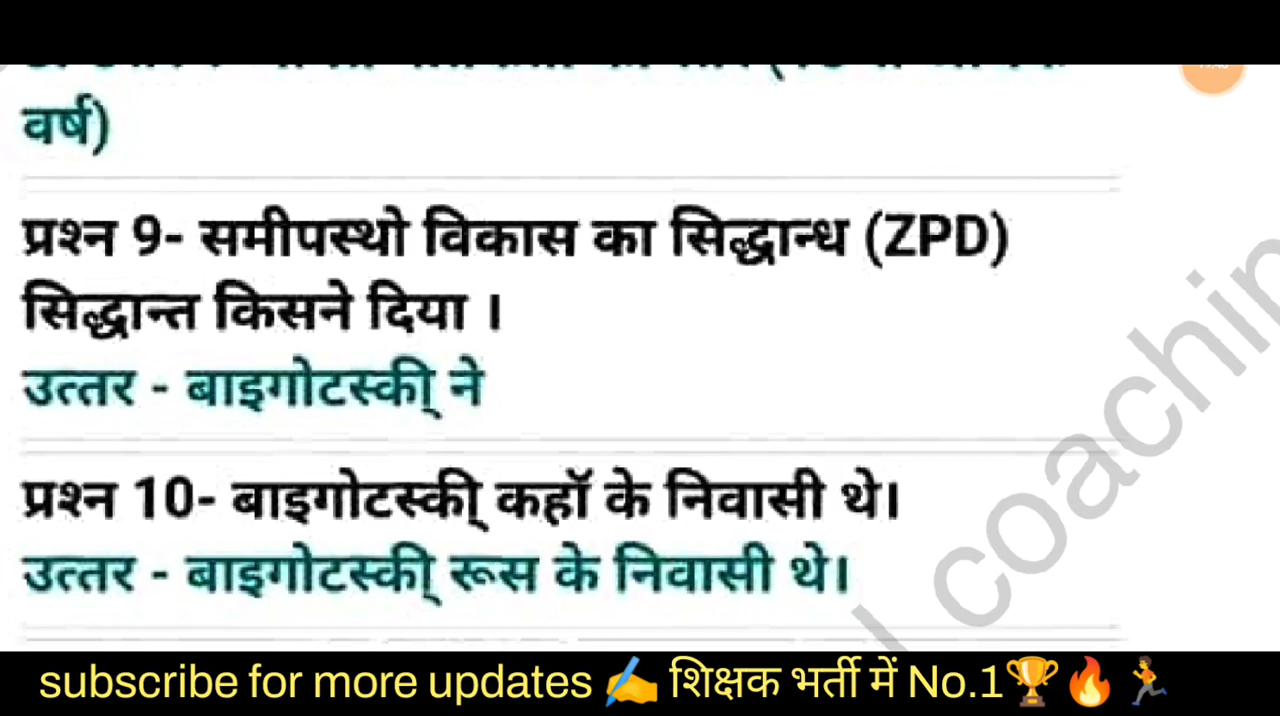 वर्ष)
प्रश्न 9- समीपस्थो विकास का सिद्धान्ध (ZPD)
सिद्धान्त किसने दिया ।
उत्तर - बाइगोटस्की् ने
प्रश्न 10- बाइगोटस्की् कहॉ के निवासी थे।
उत्तर - बाइगोटस्की् रूस के निवासी थे।
coachin
subscribe for more updates ✍️ शिक्षक भर्ती में No.1🏆🔥🏃